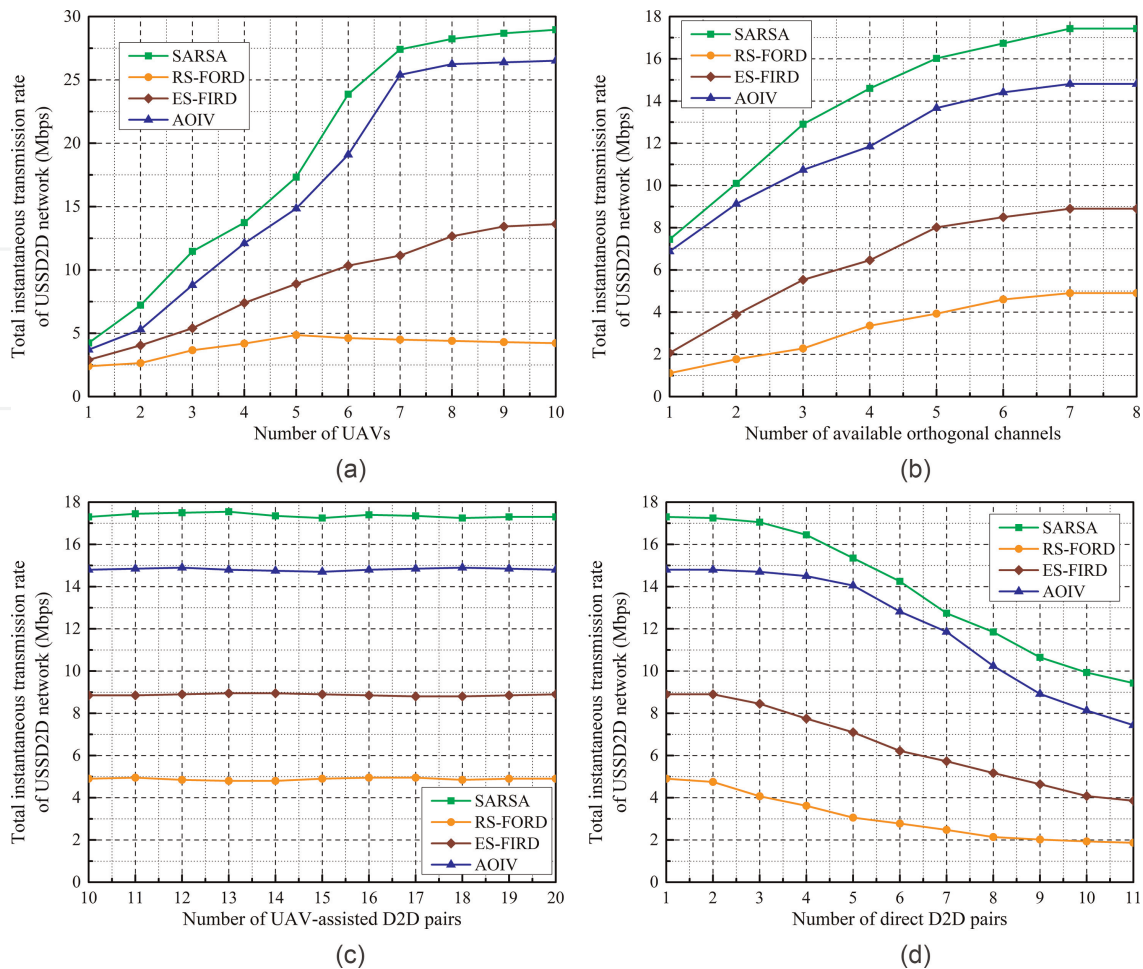 Total instantaneous transmission rate
of USSD2D network (Mbps)
30
25
20
15
10
5
0
SARSA
RS-FORD
ES-FIRD
AOIV
1 2 3 4 5 6 7 8 9 10
Number of UAVs
(a)
Total instantaneous transmission rate
of USSD2D network (Mbps)
18
16
14
12
10
8
6
4
2
0
SARSA
RS-FORD
ES-FIRD
AOIV
1 2 3 4 5 6 7 8
Number of available orthogonal channels
(b)
Total instantaneous transmission rate
of USSD2D network (Mbps)
18
16
14
12
10
8
6
4
2
0
SARSA
RS-FORD
ES-FIRD
AOIV
10 11 12 13 14 15 16 17 18 19 20
Number of UAV-assisted D2D pairs
(c)
Total instantaneous transmission rate
of USSD2D network (Mbps)
18
16
14
12
10
8
6
4
2
0
SARSA
RS-FORD
ES-FIRD
AOIV
1 2 3 4 5 6 7 8 9 10 11
Number of direct D2D pairs
(d)